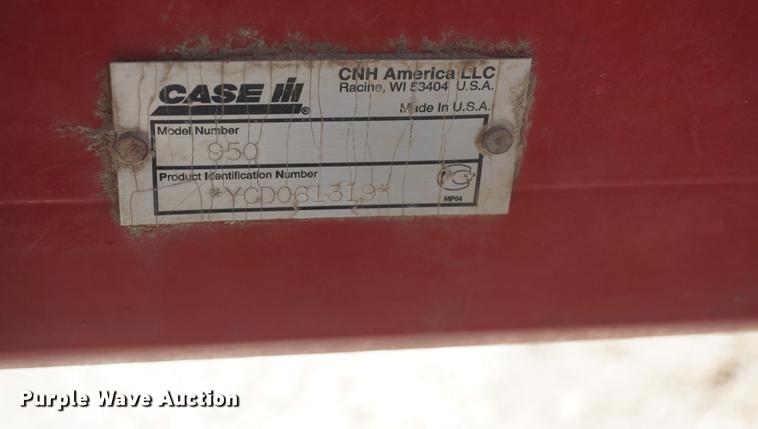 CASE IH ®
CNH America LLC
Racine, WI 53404 U.S.A.
Made in U.S.A.
Model Number
950
Product Identification Number
*YCD061319*
MP04
Purple Wave Auction